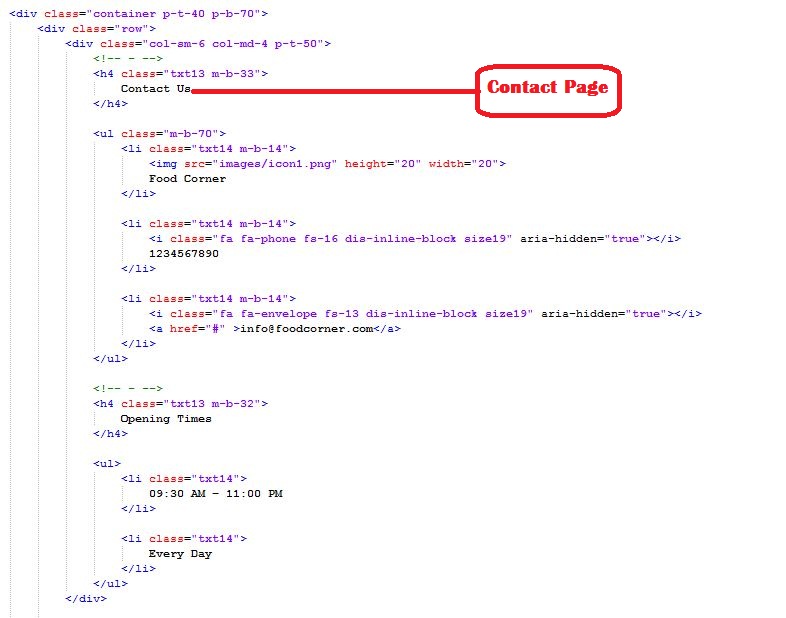 <div class="container p-t-40 p-b-70">
<div class="row">
<div class="col-sm-6 col-md-4 p-t-50">
<!-- - -->
<h4 class="txt13 m-b-33">
Contact Us
Contact Page
</h4>
<ul class="m-b-70">
<li class="txt14 m-b-14">
<img src="images/icon1.png" height="20" width="20">
Food Corner
</li>
<li class="txt14 m-b-14">
<i class="fa fa-phone fs-16 dis-inline-block size19" aria-hidden="true"></i>
1234567890
</li>
<li class="txt14 m-b-14">
<i class="fa fa-envelope fs-13 dis-inline-block size19" aria-hidden="true"></i>
<a href="#" >info@foodcorner.com</a>
</li>
</ul>
<!-- - -->
<h4 class="txt13 m-b-32">
Opening Times
</h4>
<ul>
<li class="txt14">
09:30 AM – 11:00 PM
</li>
<li class="txt14">
Every Day
</li>
</ul>
</div>